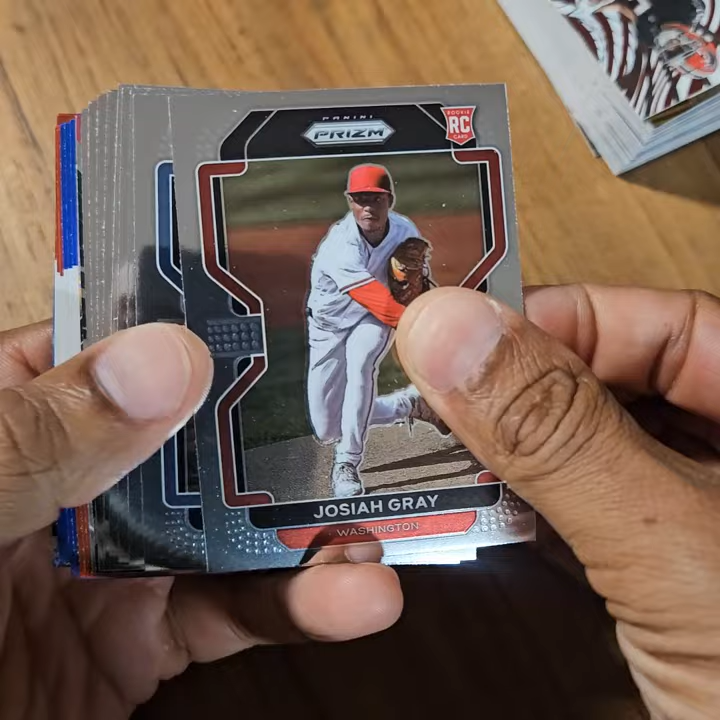 PANINI
PRIZM
ROOKIE
RC
CARD
JOSIAH GRAY
WASHINGTON